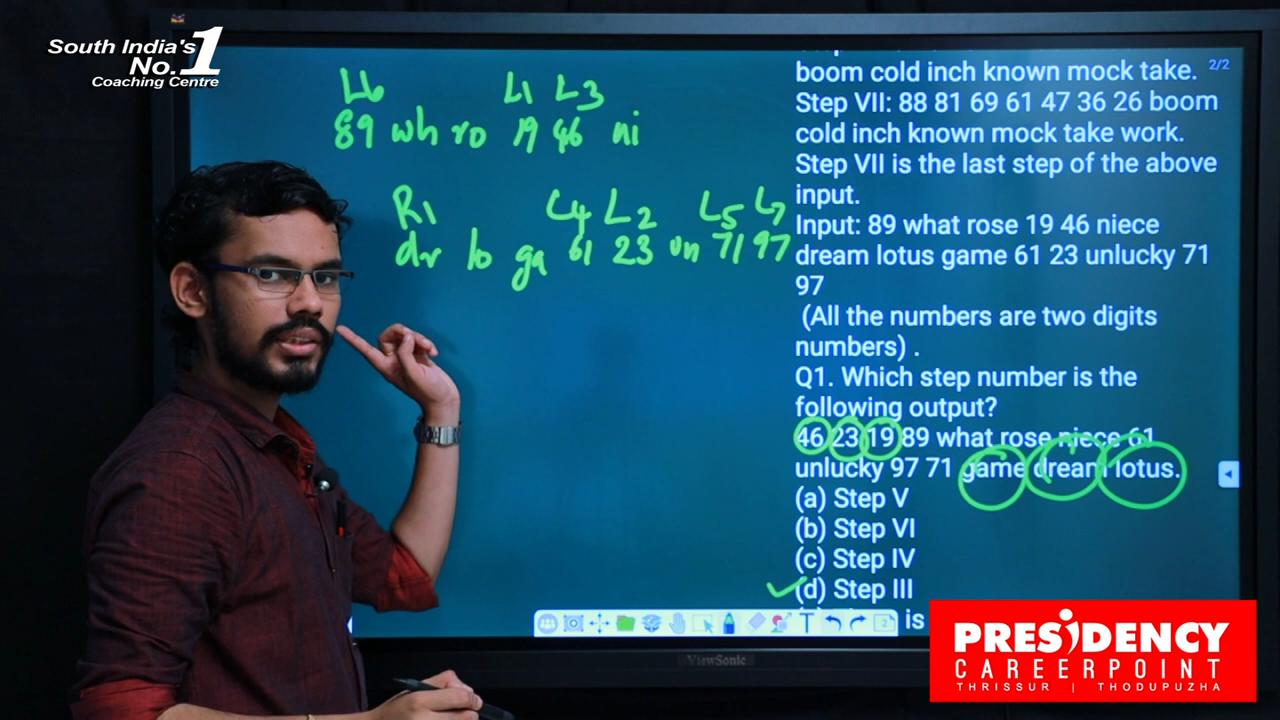 South India's
No.1
Coaching Centre
L6 L1 L3
89 wh ro 19 46 ni
R1 L4 L2 L5 L7
dr lo ga 61 23 un 71 97
boom cold inch known mock take. 2/2
Step VII: 88 81 69 61 47 36 26 boom
cold inch known mock take work.
Step VII is the last step of the above
input.
Input: 89 what rose 19 46 niece
dream lotus game 61 23 unlucky 71
97
(All the numbers are two digits
numbers) .
Q1. Which step number is the
following output?
46 23 19 89 what rose niece 61
unlucky 97 71 game dream lotus.
(a) Step V
(b) Step VI
(c) Step IV
(d) Step III
is
ViewSonic
PRESiDENCY
CAREERPOINT
THRISSUR | THODUPUZHA